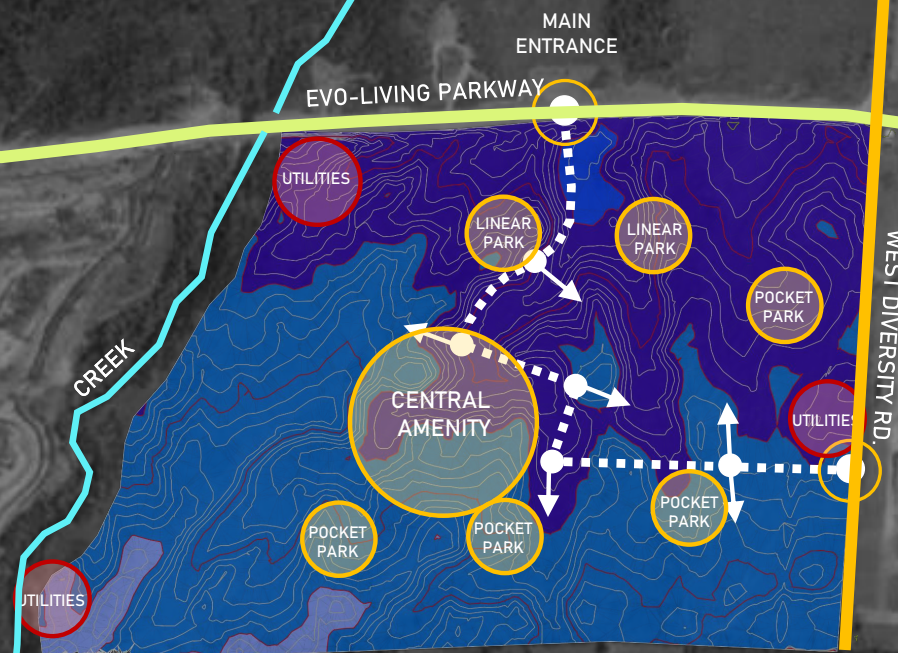 MAIN
ENTRANCE
EVO-LIVING PARKWAY
UTILITIES
LINEAR
PARK
LINEAR
PARK
POCKET
PARK
WEST DIVERSITY RD.
CREEK
CENTRAL
AMENITY
UTILITIES
POCKET
PARK
POCKET
PARK
POCKET
PARK
UTILITIES